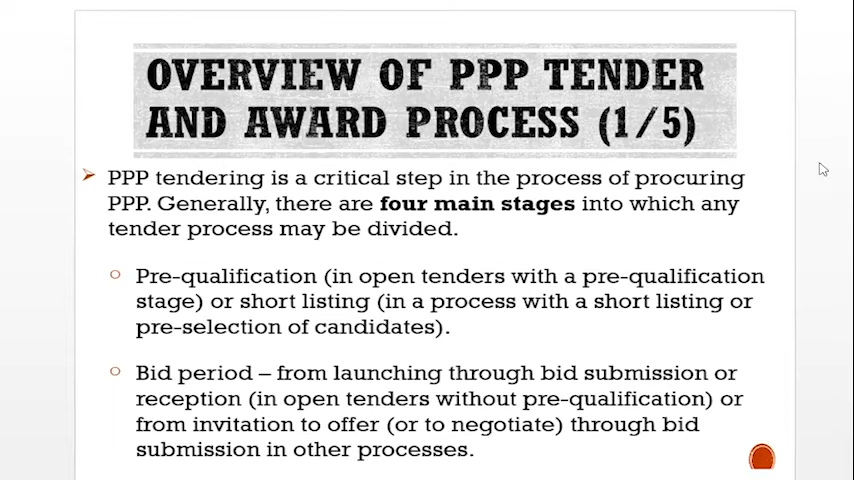 OVERVIEW OF PPP TENDER
AND AWARD PROCESS (1/5)
PPP tendering is a critical step in the process of procuring
PPP. Generally, there are four main stages into which any
tender process may be divided.
Pre-qualification (in open tenders with a pre-qualification
stage) or short listing (in a process with a short listing or
pre-selection of candidates).
Bid period – from launching through bid submission or
reception (in open tenders without pre-qualification) or
from invitation to offer (or to negotiate) through bid
submission in other processes.